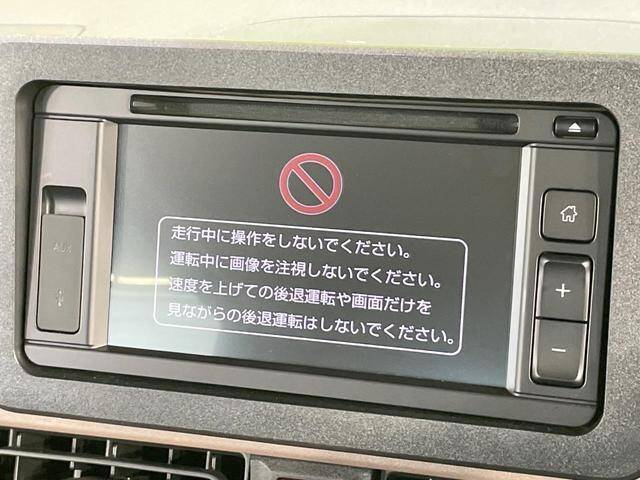 走行中に操作をしないでください。
運転中に画像を注視しないでください。
速度を上げての後退運転や画面だけを
見ながらの後退運転はしないでください。
AUX
+
−